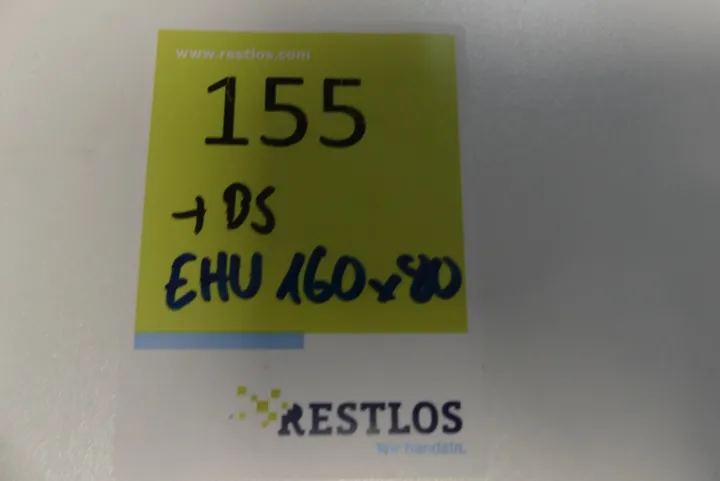 www.restlos.com
155
+ DS
EHU 160x80
RESTLOS
Wir handeln.